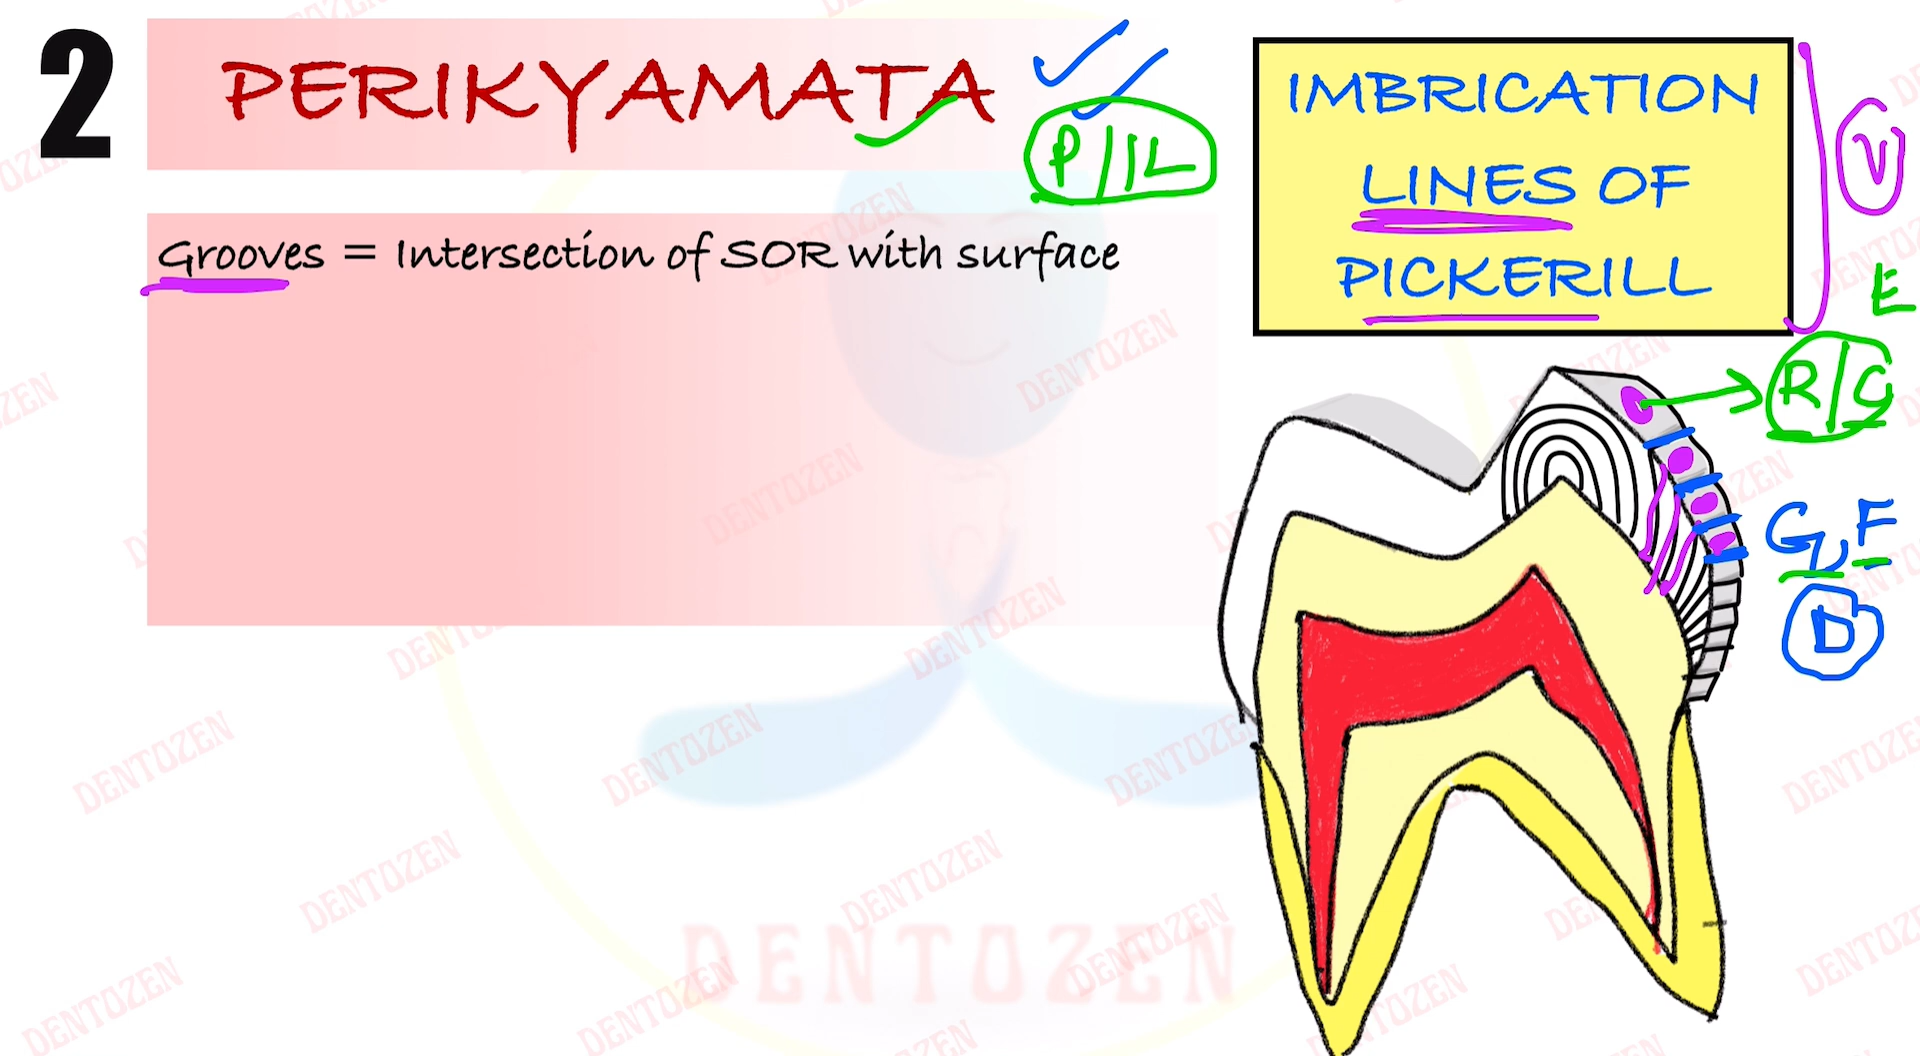 2
PERIKYAMATA
P/IL
Grooves = Intersection of SOR with surface
IMBRICATION
LINES OF
PICKERILL
V
E
R/C
G, F
D
DENTOZEN